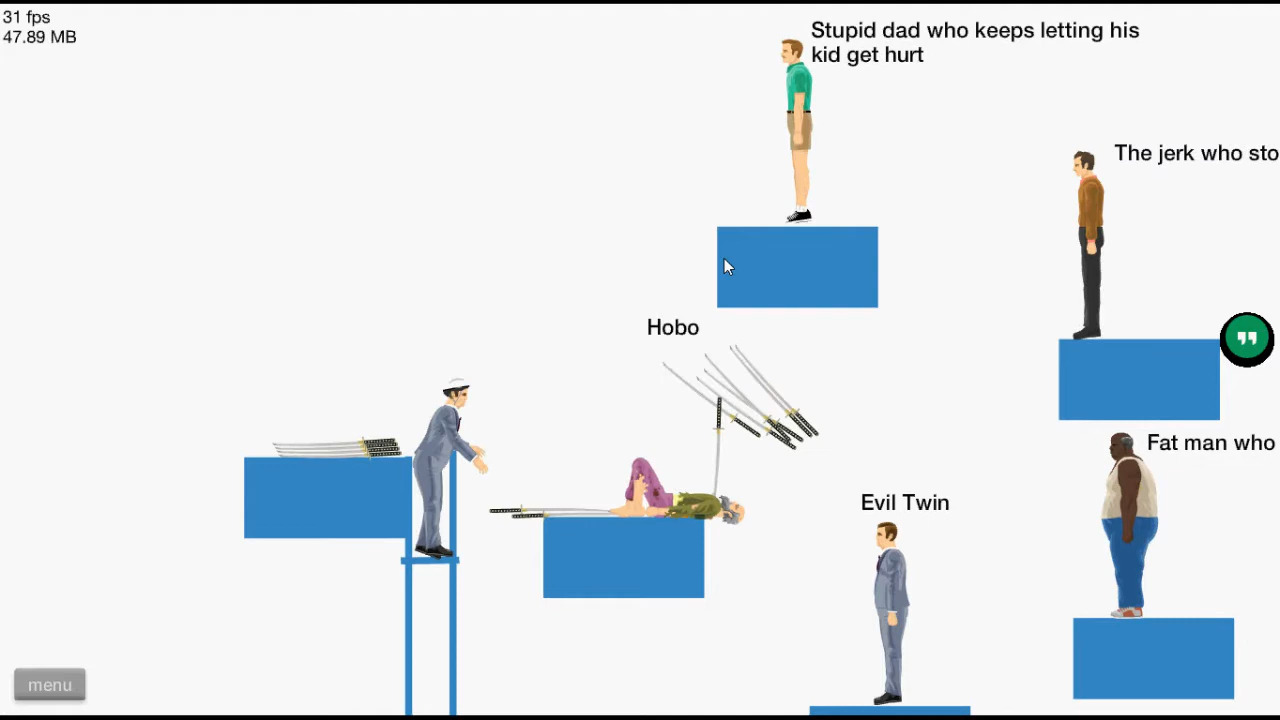 31 fps
47.89 MB
Stupid dad who keeps letting his
kid get hurt
The jerk who sto
Hobo
Fat man who
Evil Twin
menu